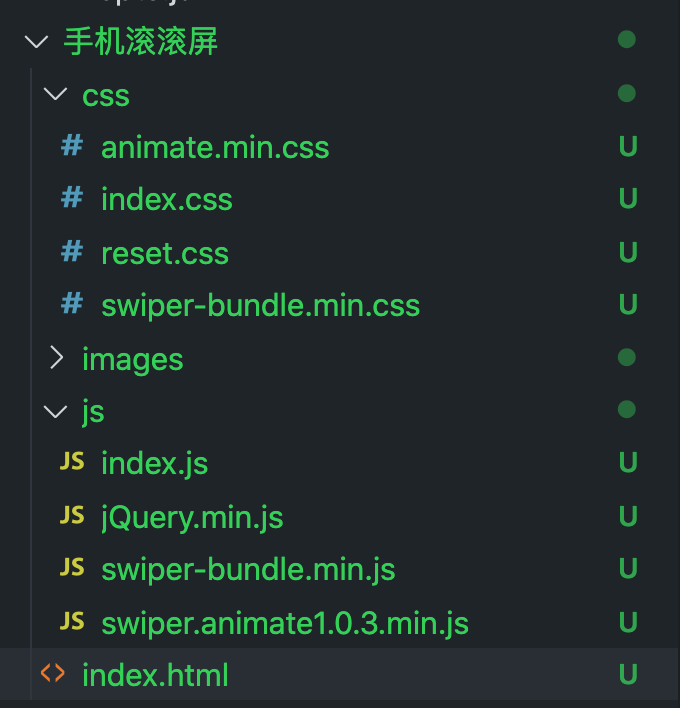 手机滚滚屏
css
# animate.min.css U
# index.css U
# reset.css U
# swiper-bundle.min.css U
images
js
JS index.js U
JS jQuery.min.js U
JS swiper-bundle.min.js U
JS swiper.animate1.0.3.min.js U
<> index.html U